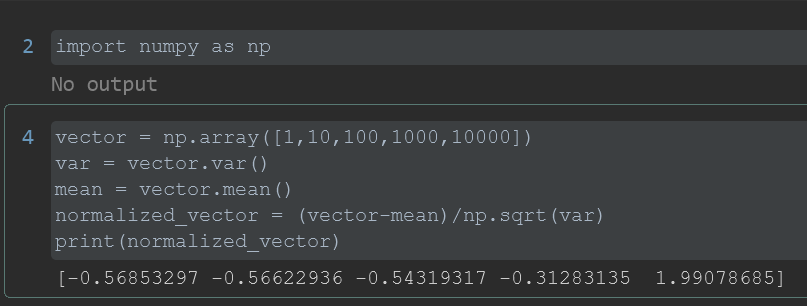 2
import numpy as np
No output
4
vector = np.array([1,10,100,1000,10000])
var = vector.var()
mean = vector.mean()
normalized_vector = (vector-mean)/np.sqrt(var)
print(normalized_vector)
[-0.56853297 -0.56622936 -0.54319317 -0.31283135  1.99078685]